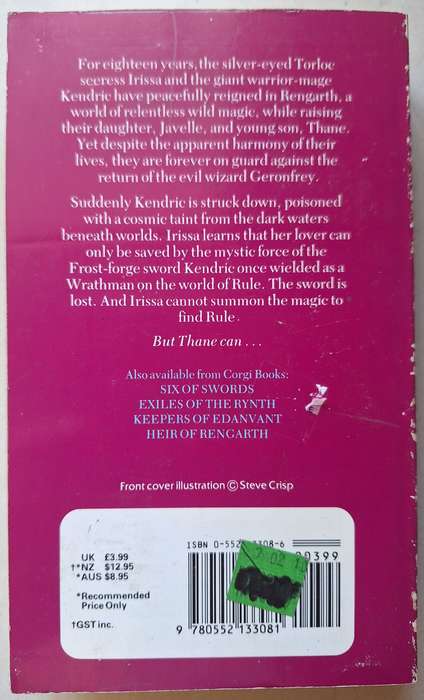 For eighteen years, the silver-eyed Torloc
seeress Irissa and the giant warrior-mage
Kendric have peacefully reigned in Rengarth, a
world of relentless wild magic, while raising
their daughter, Javelle, and young son, Thane.
Yet despite the apparent harmony of their
lives, they are forever on guard against the
return of the evil wizard Geronfrey.
Suddenly Kendric is struck down, poisoned
with a cosmic taint from the dark waters
beneath worlds. Irissa learns that her lover can
only be saved by the mystic force of the
Frost-forge sword Kendric once wielded as a
Wrathman on the world of Rule. The sword is
lost. And Irissa cannot summon the magic to
find Rule.
But Thane can . . .
Also available from Corgi Books:
SIX OF SWORDS
EXILES OF THE RYNTH
KEEPERS OF EDANVANT
HEIR OF RENGARTH
Front cover illustration © Steve Crisp
UK £3.99
†*NZ $12.95
*AUS $8.95
*Recommended
Price Only
†GST inc.
ISBN 0-552 3308-6
00399
9 780552 133081